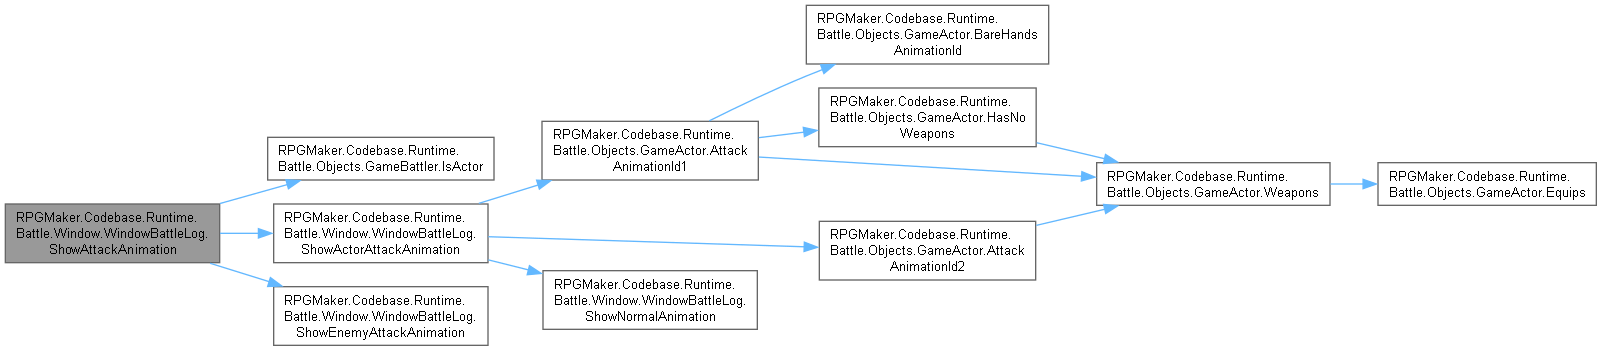 RPGMaker.Codebase.Runtime.
Battle.Window.WindowBattleLog.
ShowAttackAnimation
RPGMaker.Codebase.Runtime.
Battle.Objects.GameBattler.IsActor
RPGMaker.Codebase.Runtime.
Battle.Window.WindowBattleLog.
ShowActorAttackAnimation
RPGMaker.Codebase.Runtime.
Battle.Window.WindowBattleLog.
ShowEnemyAttackAnimation
RPGMaker.Codebase.Runtime.
Battle.Objects.GameActor.Attack
AnimationId1
RPGMaker.Codebase.Runtime.
Battle.Window.WindowBattleLog.
ShowNormalAnimation
RPGMaker.Codebase.Runtime.
Battle.Objects.GameActor.BareHands
AnimationId
RPGMaker.Codebase.Runtime.
Battle.Objects.GameActor.HasNo
Weapons
RPGMaker.Codebase.Runtime.
Battle.Objects.GameActor.Attack
AnimationId2
RPGMaker.Codebase.Runtime.
Battle.Objects.GameActor.Weapons
RPGMaker.Codebase.Runtime.
Battle.Objects.GameActor.Equips